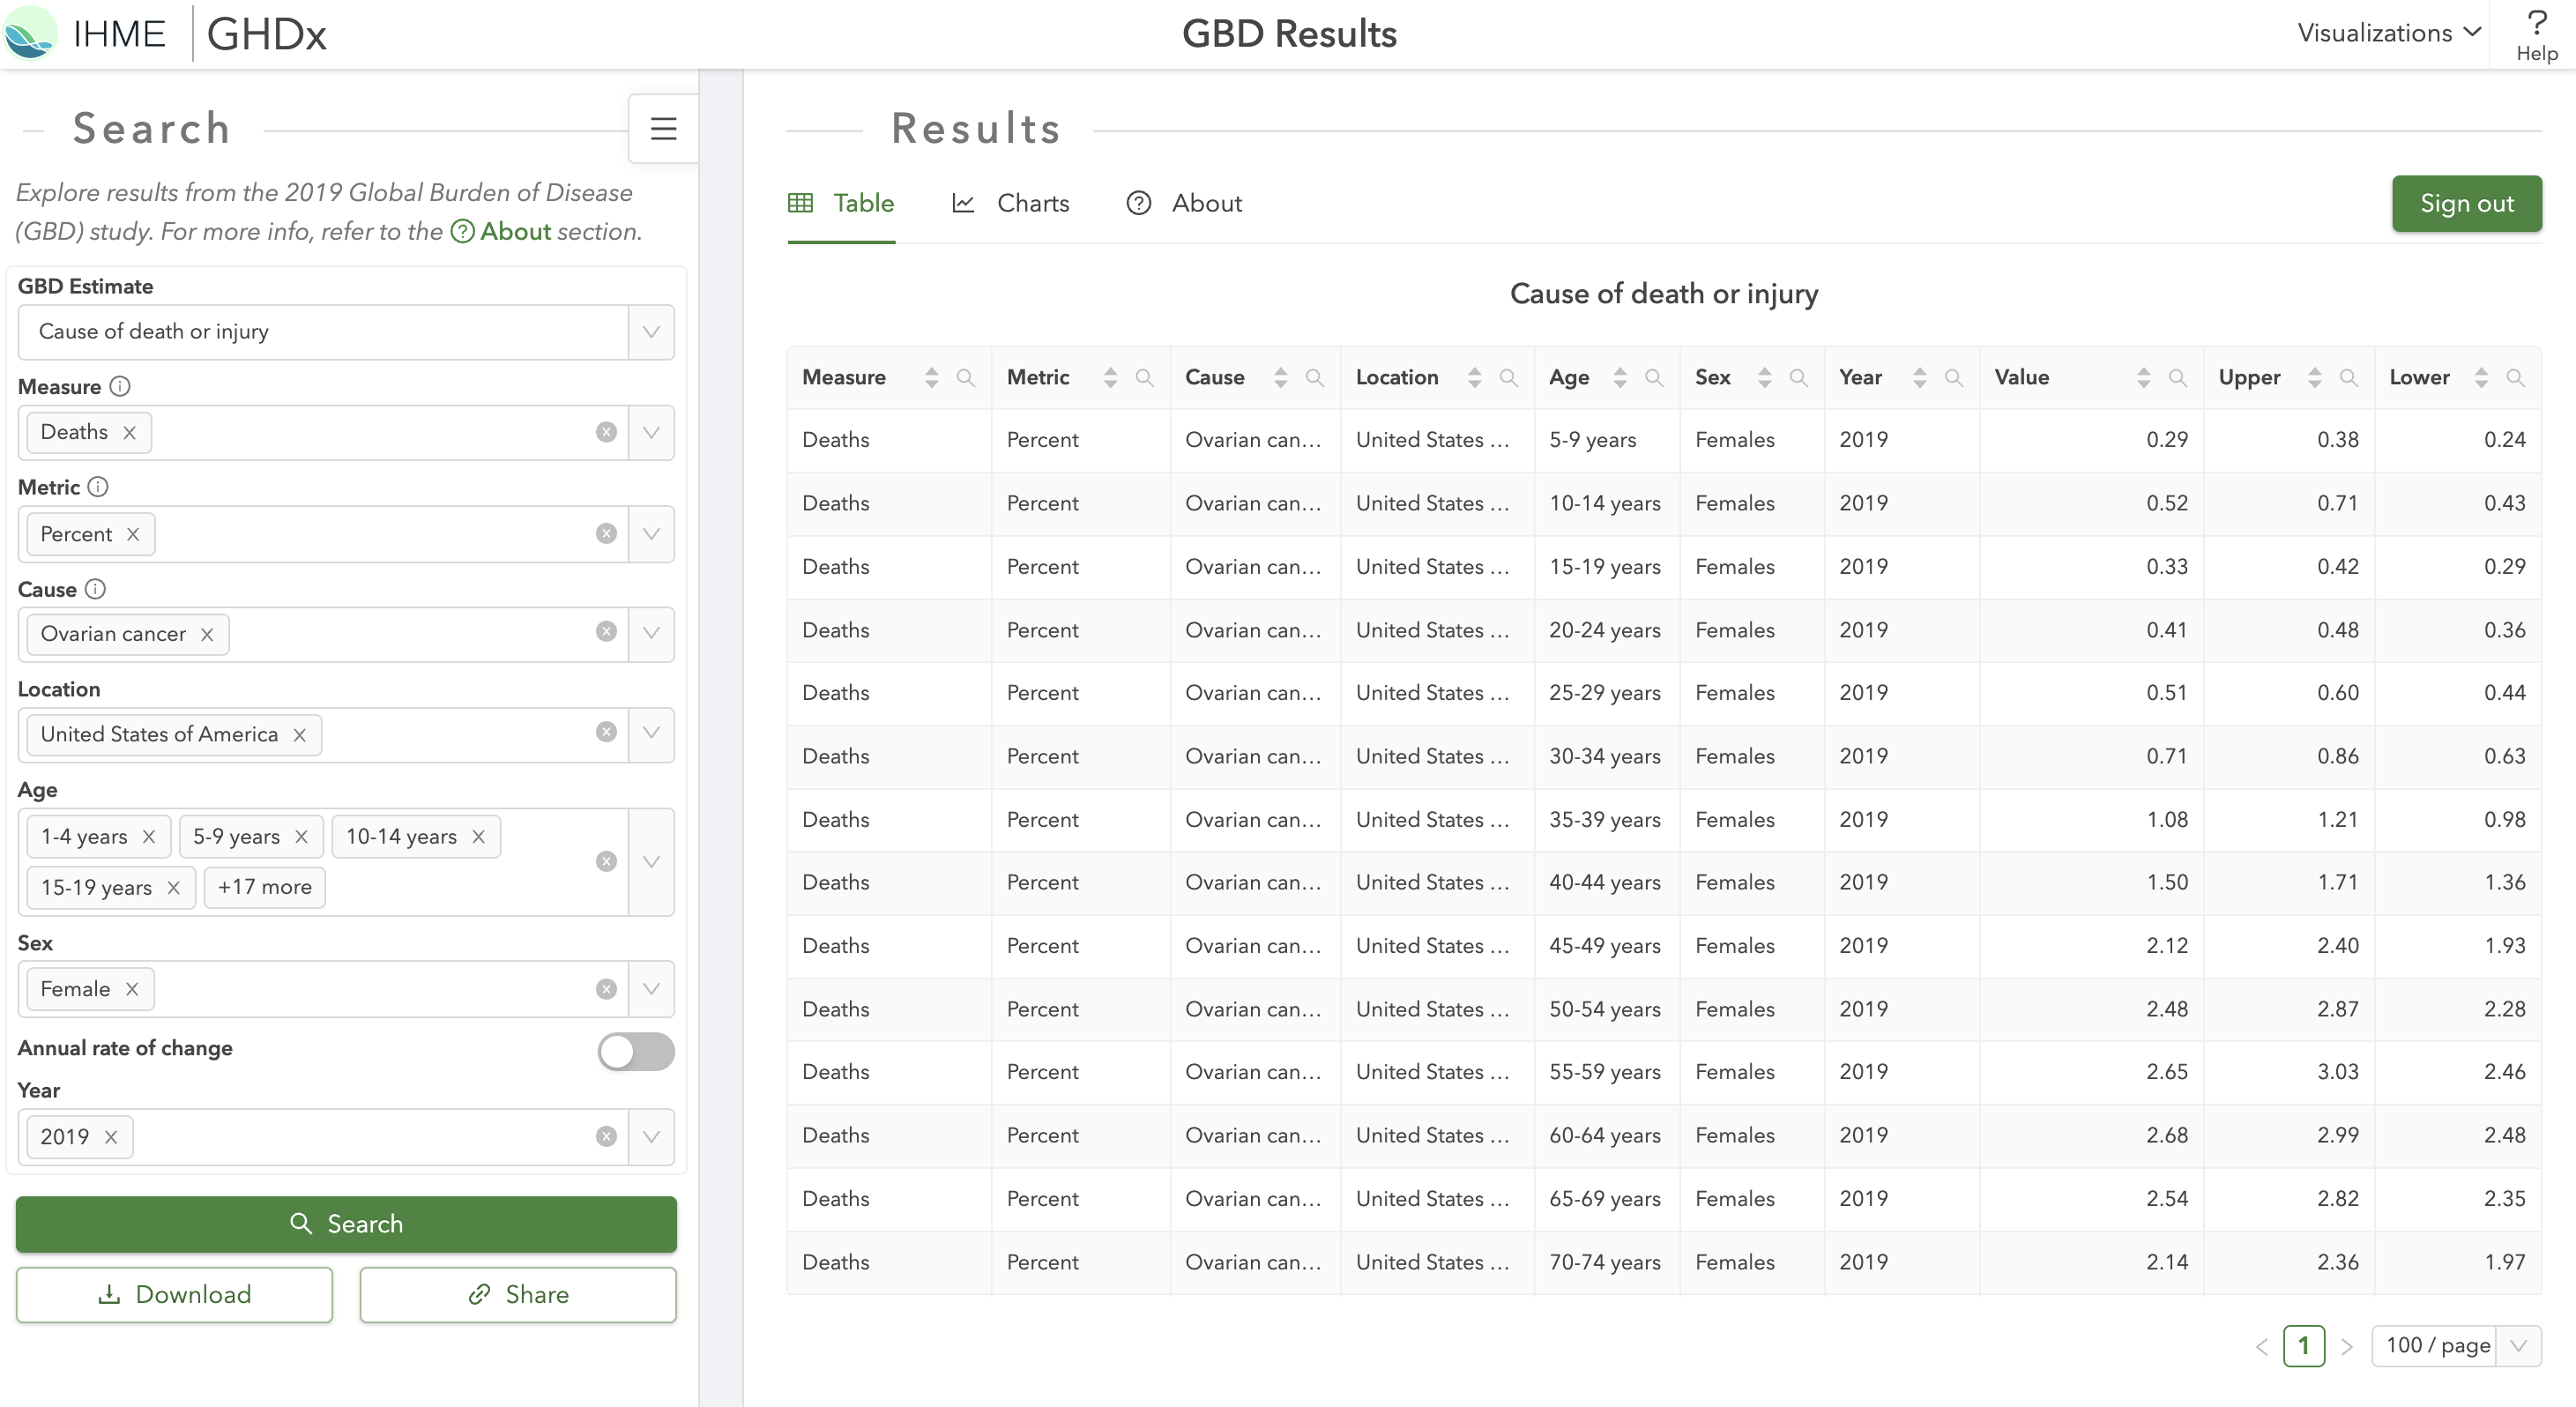 IHME GHDx
GBD Results
Visualizations
? Help
Search
Explore results from the 2019 Global Burden of Disease
(GBD) study. For more info, refer to the ? About section.
GBD Estimate
Cause of death or injury
Measure
Deaths
Metric
Percent
Cause
Ovarian cancer
Location
United States of America
Age
1-4 years 5-9 years 10-14 years
15-19 years +17 more
Sex
Female
Annual rate of change
Year
2019
Search
Download Share
Results
Table Charts About
Sign out
Cause of death or injury
Measure Metric Cause Location Age Sex Year Value Upper Lower
Deaths Percent Ovarian can... United States ... 5-9 years Females 2019 0.29 0.38 0.24
Deaths Percent Ovarian can... United States ... 10-14 years Females 2019 0.52 0.71 0.43
Deaths Percent Ovarian can... United States ... 15-19 years Females 2019 0.33 0.42 0.29
Deaths Percent Ovarian can... United States ... 20-24 years Females 2019 0.41 0.48 0.36
Deaths Percent Ovarian can... United States ... 25-29 years Females 2019 0.51 0.60 0.44
Deaths Percent Ovarian can... United States ... 30-34 years Females 2019 0.71 0.86 0.63
Deaths Percent Ovarian can... United States ... 35-39 years Females 2019 1.08 1.21 0.98
Deaths Percent Ovarian can... United States ... 40-44 years Females 2019 1.50 1.71 1.36
Deaths Percent Ovarian can... United States ... 45-49 years Females 2019 2.12 2.40 1.93
Deaths Percent Ovarian can... United States ... 50-54 years Females 2019 2.48 2.87 2.28
Deaths Percent Ovarian can... United States ... 55-59 years Females 2019 2.65 3.03 2.46
Deaths Percent Ovarian can... United States ... 60-64 years Females 2019 2.68 2.99 2.48
Deaths Percent Ovarian can... United States ... 65-69 years Females 2019 2.54 2.82 2.35
Deaths Percent Ovarian can... United States ... 70-74 years Females 2019 2.14 2.36 1.97
1 100 / page